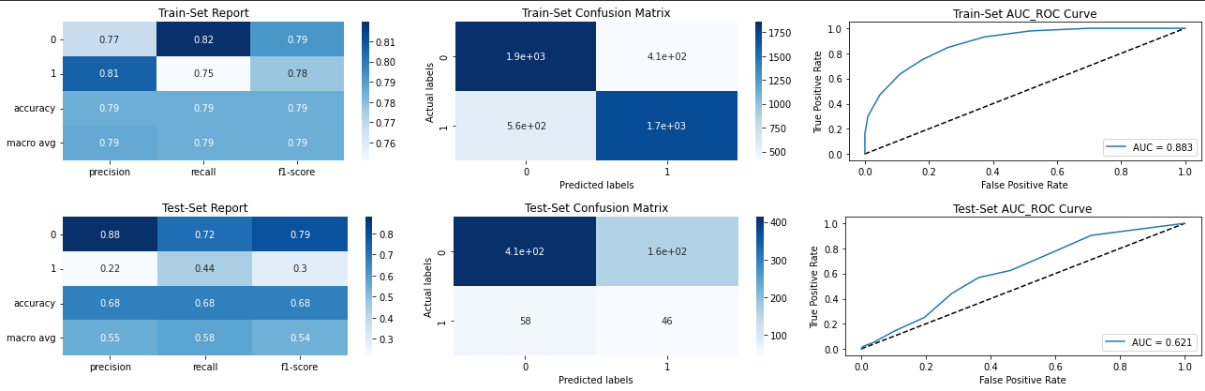 Train-Set Report
0
1
accuracy
macro avg
0.77 0.82 0.79
0.81 0.75 0.78
0.79 0.79 0.79
0.79 0.79 0.79
precision recall f1-score
0.81
0.80
0.79
0.78
0.77
0.76
Train-Set Confusion Matrix
Actual labels
0
1
1.9e+03 4.1e+02
5.6e+02 1.7e+03
0 1
Predicted labels
1750
1500
1250
1000
750
500
Train-Set AUC_ROC Curve
True Positive Rate
1.0
0.8
0.6
0.4
0.2
0.0
AUC = 0.883
0.0 0.2 0.4 0.6 0.8 1.0
False Positive Rate
Test-Set Report
0
1
accuracy
macro avg
0.88 0.72 0.79
0.22 0.44 0.3
0.68 0.68 0.68
0.55 0.58 0.54
precision recall f1-score
0.8
0.7
0.6
0.5
0.4
0.3
Test-Set Confusion Matrix
Actual labels
0
1
4.1e+02 1.6e+02
58 46
0 1
Predicted labels
400
300
200
100
Test-Set AUC_ROC Curve
True Positive Rate
1.0
0.8
0.6
0.4
0.2
0.0
AUC = 0.621
0.0 0.2 0.4 0.6 0.8 1.0
False Positive Rate